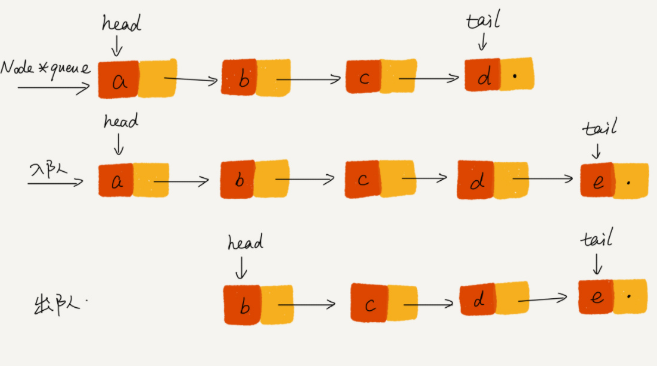 head tail
Node *queue a b c d .
head tail
入队 a b c d e .
head tail
出队. b c d e .